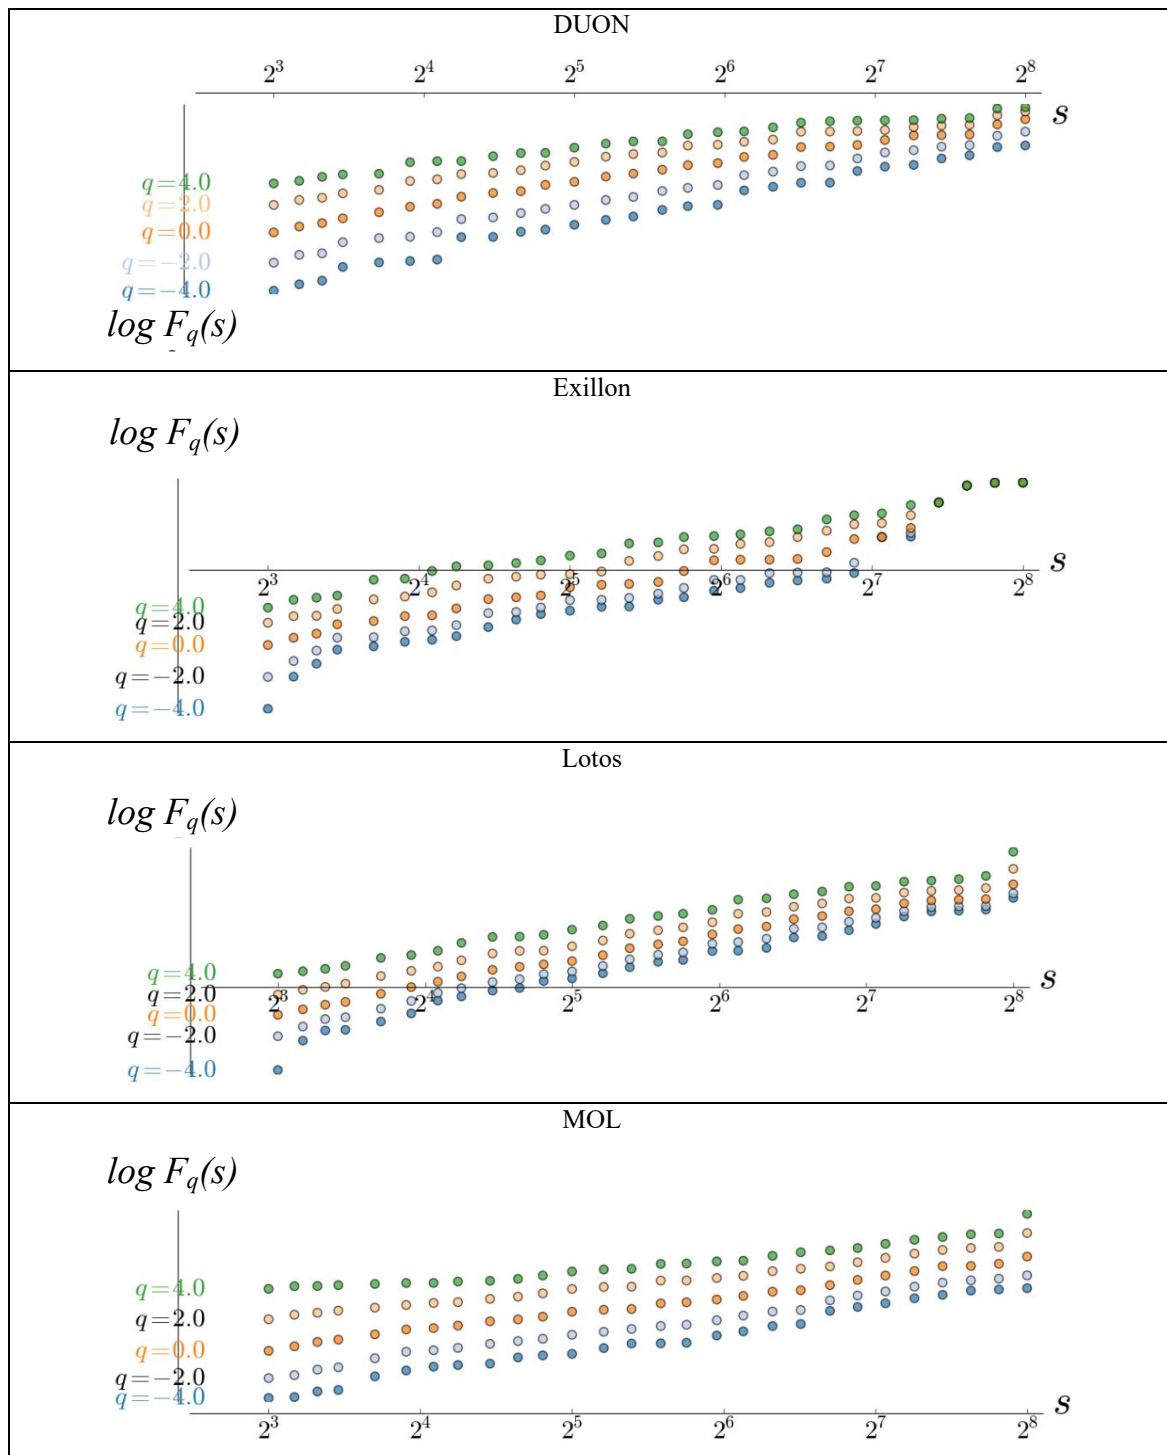 DUON
2^3 2^4 2^5 2^6 2^7 2^8
s
q=4.0
q=2.0
q=0.0
q=−2.0
q=−4.0
log F_q(s)
Exillon
log F_q(s)
s
2^3 2^4 2^5 2^6 2^7 2^8
q=4.0
q=2.0
q=0.0
q=−2.0
q=−4.0
Lotos
log F_q(s)
q=4.0
s
q=2.0
2^3 2^4 2^5 2^6 2^7 2^8
q=0.0
q=−2.0
q=−4.0
MOL
log F_q(s)
q=4.0
q=2.0
q=0.0
q=−2.0
q=−4.0
s
2^3 2^4 2^5 2^6 2^7 2^8